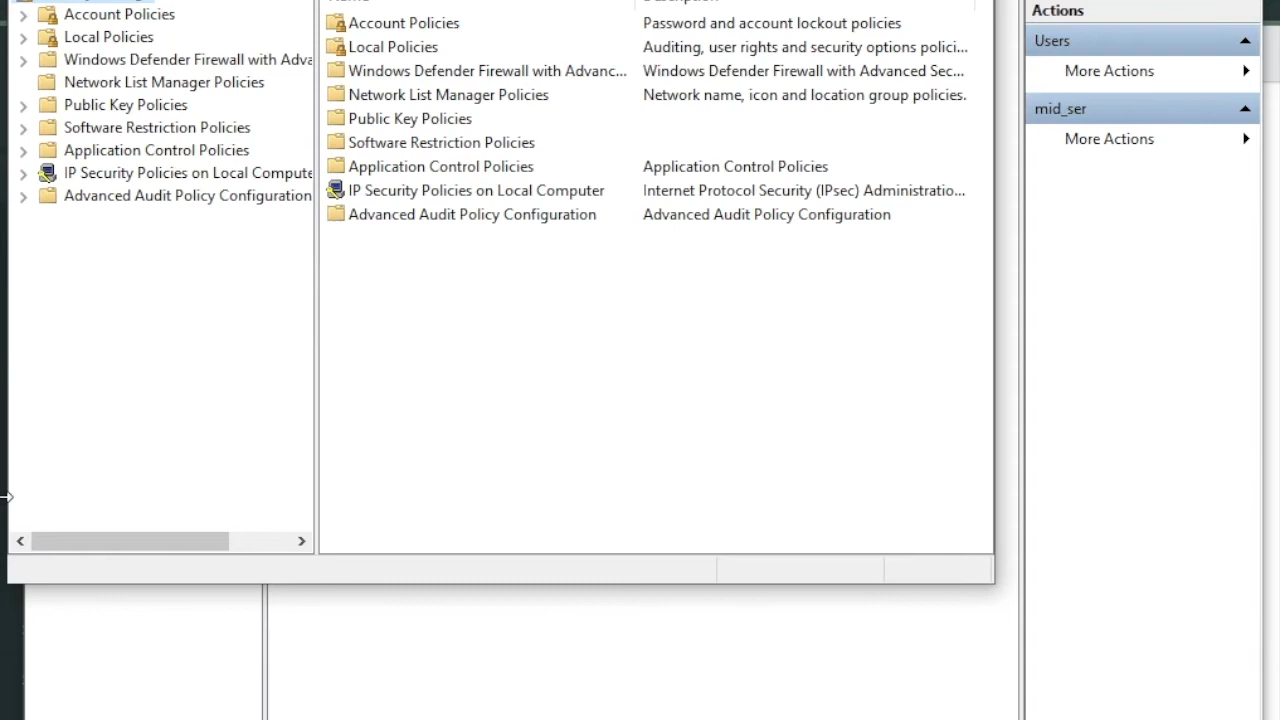 Account Policies
Local Policies
Windows Defender Firewall with Adva
Network List Manager Policies
Public Key Policies
Software Restriction Policies
Application Control Policies
IP Security Policies on Local Compute
Advanced Audit Policy Configuration
Account Policies Password and account lockout policies
Local Policies Auditing, user rights and security options polici...
Windows Defender Firewall with Advanc... Windows Defender Firewall with Advanced Sec...
Network List Manager Policies Network name, icon and location group policies.
Public Key Policies
Software Restriction Policies
Application Control Policies Application Control Policies
IP Security Policies on Local Computer Internet Protocol Security (IPsec) Administratio...
Advanced Audit Policy Configuration Advanced Audit Policy Configuration
Actions
Users
More Actions
mid_ser
More Actions